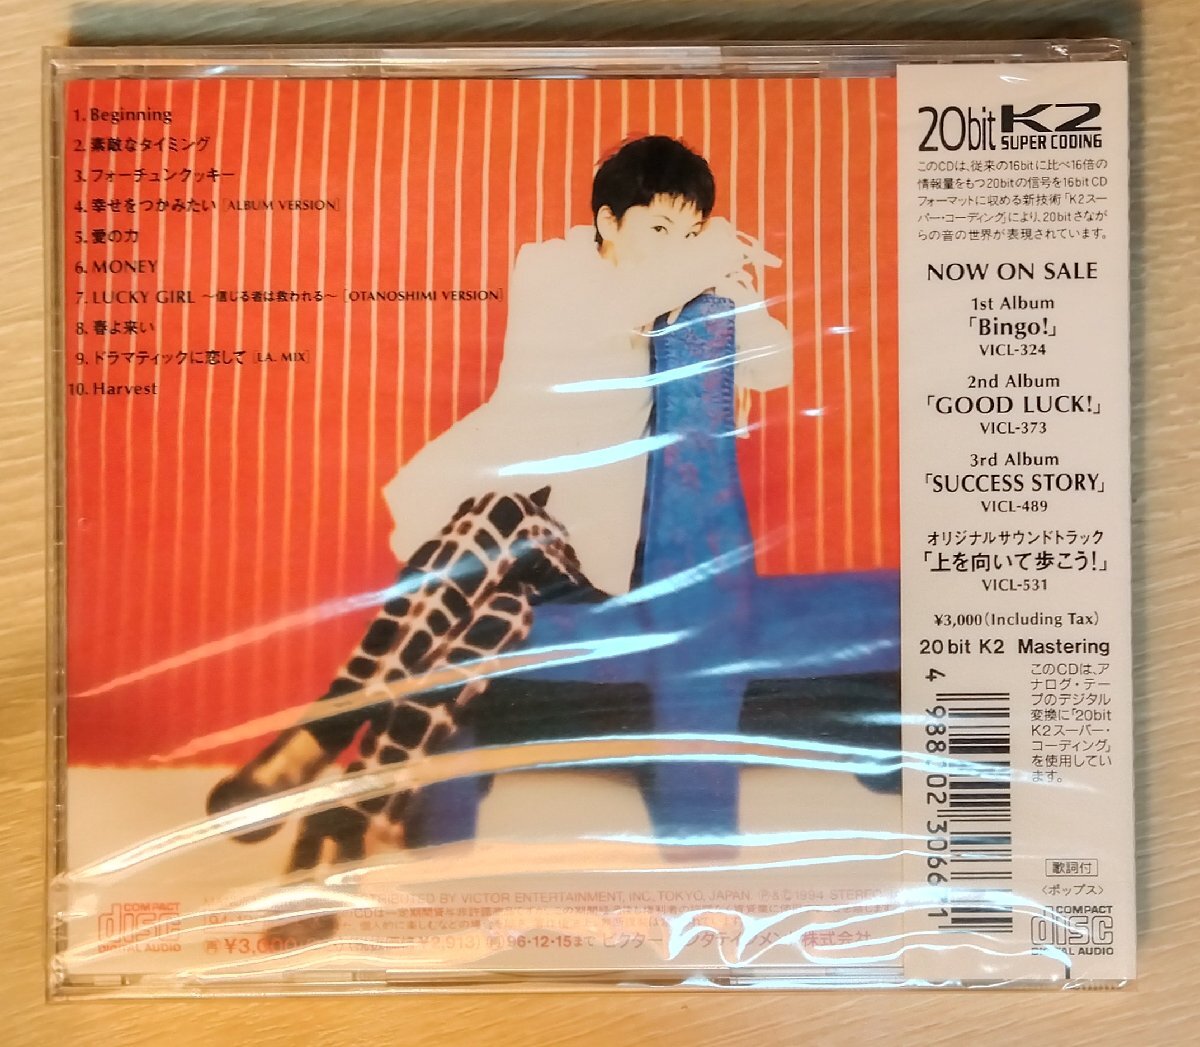 1. Beginning
2. 素敵なタイミング
3. フォーチュンクッキー
4. 幸せをつかみたい [ALBUM VERSION]
5. 愛の力
6. MONEY
7. LUCKY GIRL ～信じる者は救われる～ [OTANOSHIMI VERSION]
8. 春よ来い
9. ドラマティックに恋して [LA. MIX]
10. Harvest
20bit K2
SUPER CODING
このCDは、従来の16bitに比べ16倍の
情報量をもつ20bitの信号を16bit CD
フォーマットに収める新技術「K2スー
パー・コーディング」により、20bitさなが
らの音の世界が表現されています。
NOW ON SALE
1st Album
「Bingo!」
VICL-324
2nd Album
「GOOD LUCK!」
VICL-373
3rd Album
「SUCCESS STORY」
VICL-489
オリジナルサウンドトラック
「上を向いて歩こう!」
VICL-531
¥3,000(Including Tax)
20 bit K2 Mastering
このCDは、ア
ナログ・テー
プのデジタル
変換に「20bit
K2スーパー・
コーディング」
を使用してい
ます。
4 988002 306671
歌詞付
〈ポップス〉
COMPACT
disc
DIGITAL AUDIO
COMPACT
disc
DIGITAL AUDIO
BY VICTOR ENTERTAINMENT, INC. TOKYO, JAPAN. 1994 STEREO
¥3,000
¥2,913) 96・12・15まで ビクター 株式会社